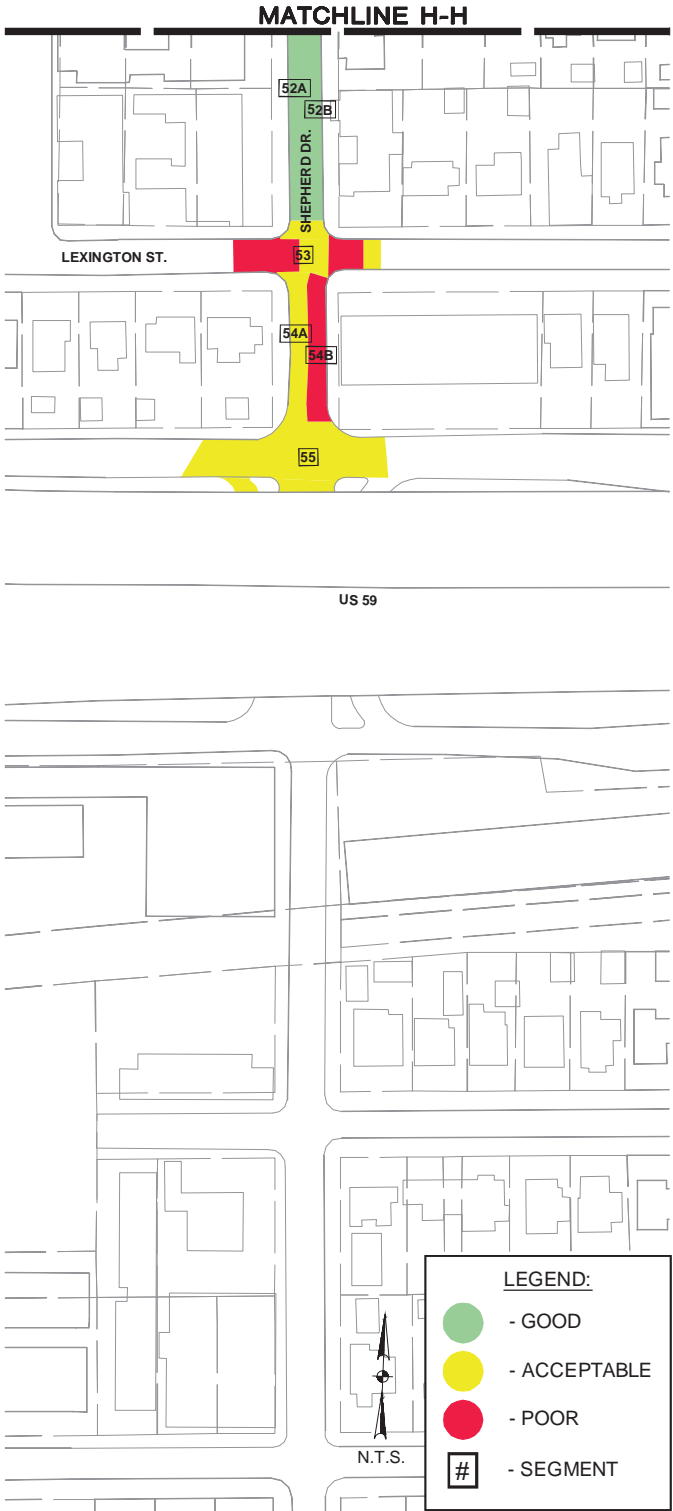 MATCHLINE H-H
52A
52B
SHEPHERD DR.
LEXINGTON ST.
53
54A
54B
55
US 59
LEGEND:
- GOOD
- ACCEPTABLE
- POOR
# - SEGMENT
N.T.S.